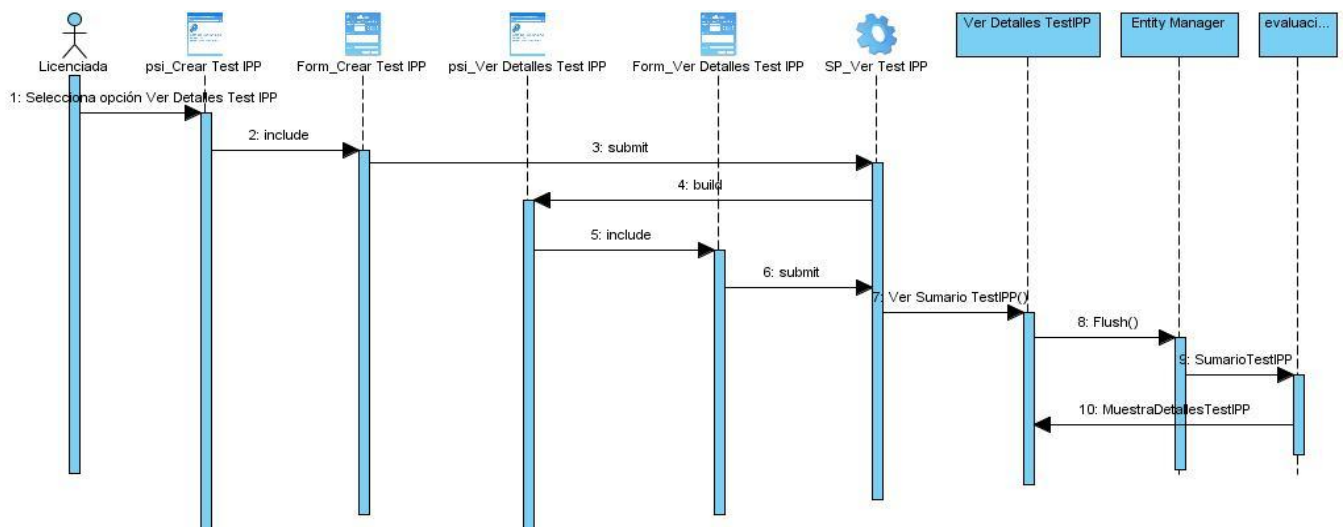 Ver Detalles TestIPP
Entity Manager
evaluaci...
Licenciada
psi_Crear Test IPP
Form_Crear Test IPP
psi_Ver Detalles Test IPP
Form_Ver Detalles Test IPP
SP_Ver Test IPP
1: Selecciona opción Ver Detalles Test IPP
2: include
3: submit
4: build
5: include
6: submit
7: Ver Sumario TestIPP()
8: Flush()
9: SumarioTestIPP
10: MuestraDetallesTestIPP